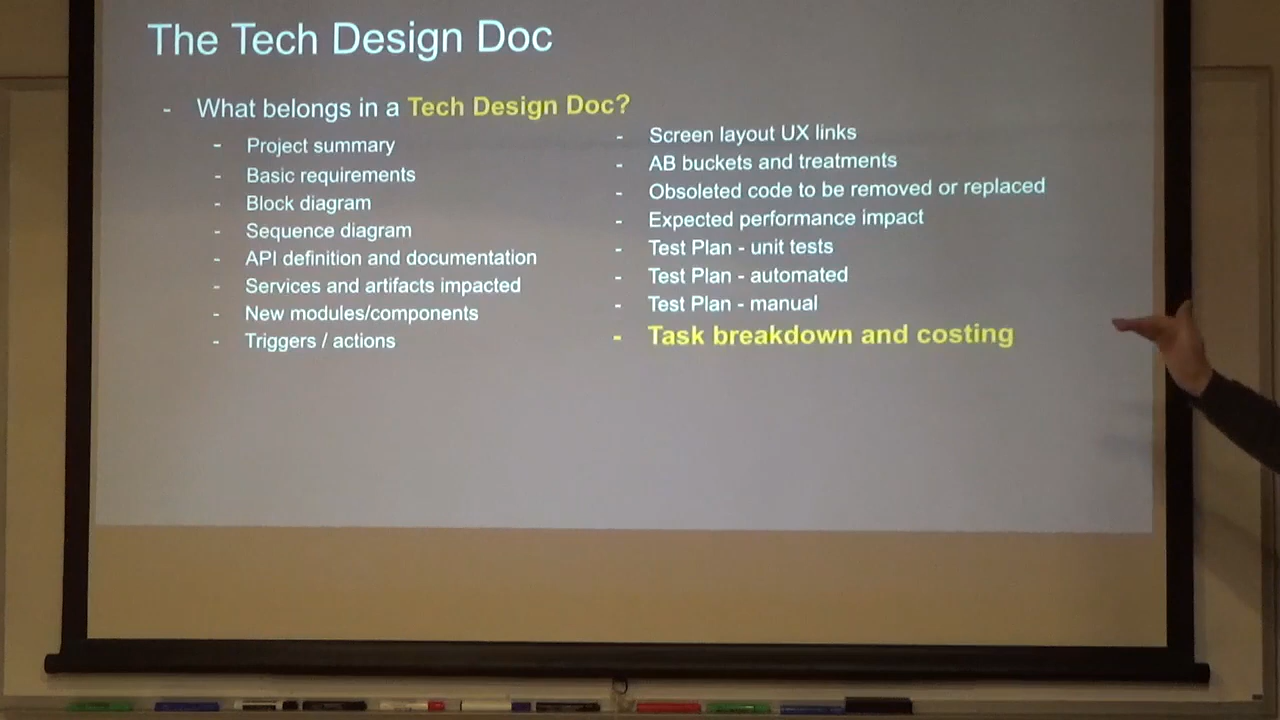 The Tech Design Doc
- What belongs in a Tech Design Doc?
- Project summary
- Basic requirements
- Block diagram
- Sequence diagram
- API definition and documentation
- Services and artifacts impacted
- New modules/components
- Triggers / actions
- Screen layout UX links
- AB buckets and treatments
- Obsoleted code to be removed or replaced
- Expected performance impact
- Test Plan - unit tests
- Test Plan - automated
- Test Plan - manual
- Task breakdown and costing